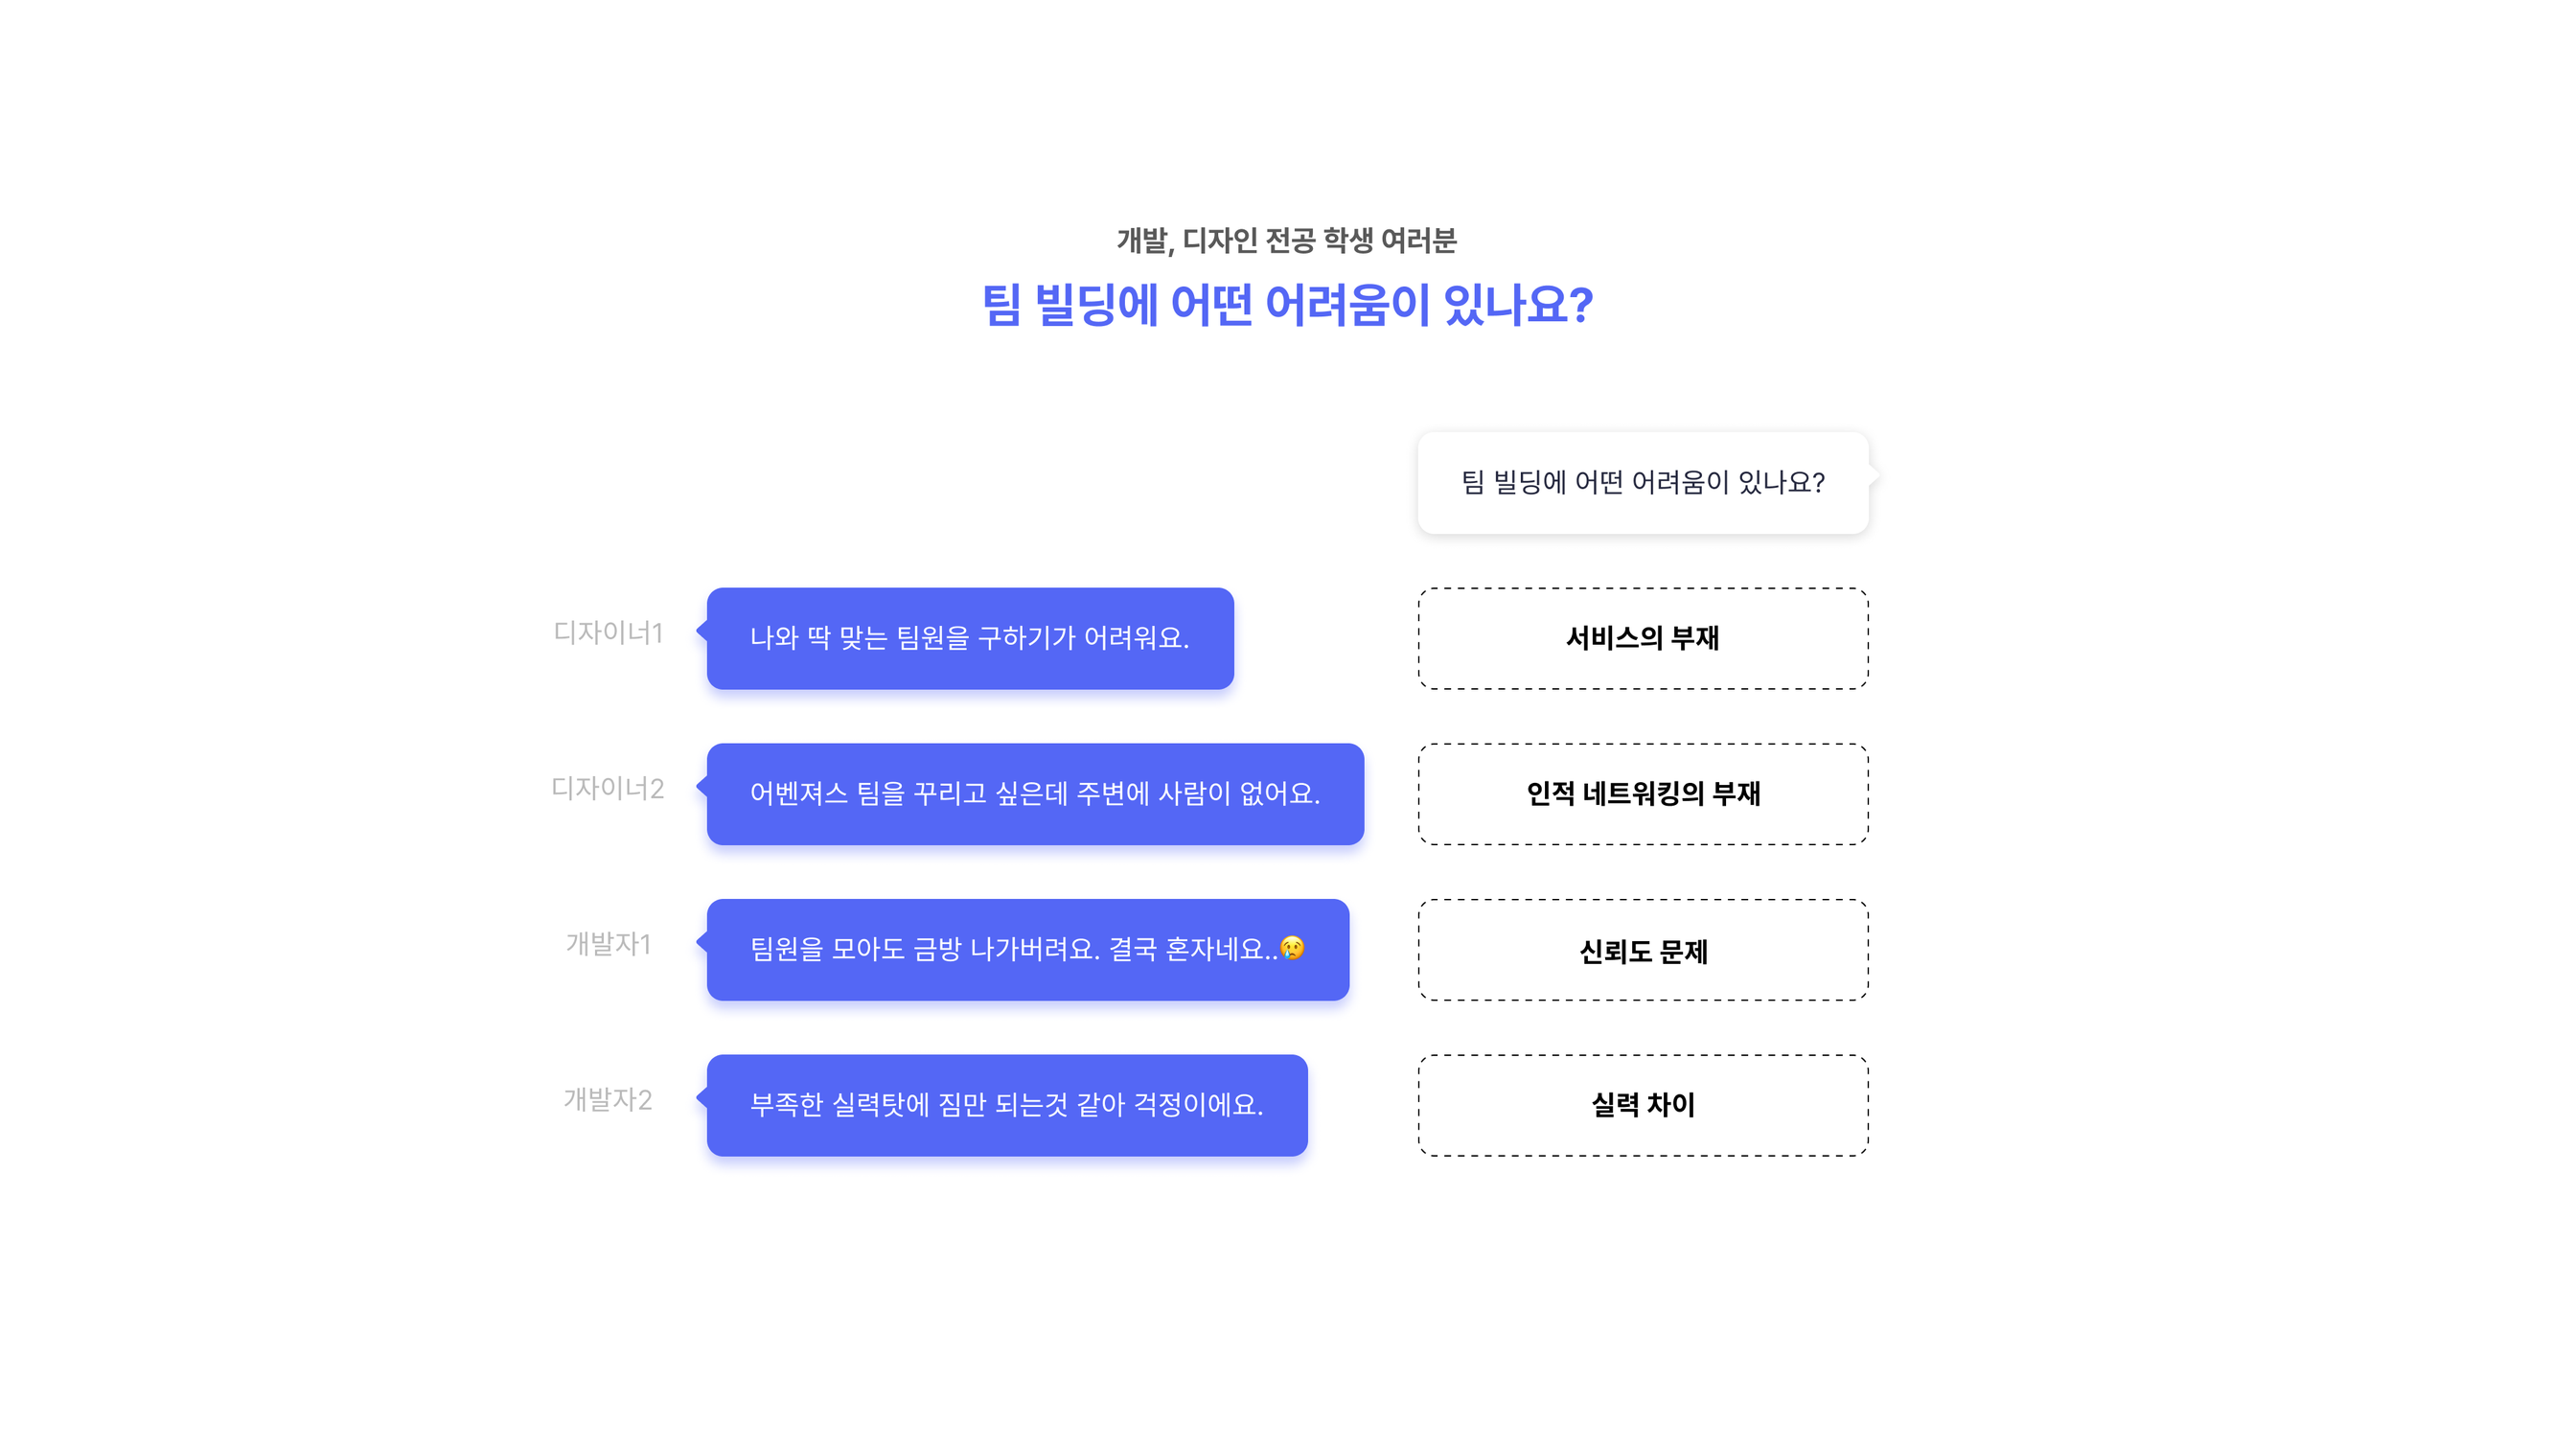 개발, 디자인 전공 학생 여러분
팀 빌딩에 어떤 어려움이 있나요?
팀 빌딩에 어떤 어려움이 있나요?
디자이너1
나와 딱 맞는 팀원을 구하기가 어려워요.
서비스의 부재
디자이너2
어벤져스 팀을 꾸리고 싶은데 주변에 사람이 없어요.
인적 네트워킹의 부재
개발자1
팀원을 모아도 금방 나가버려요. 결국 혼자네요..😢
신뢰도 문제
개발자2
부족한 실력탓에 짐만 되는것 같아 걱정이에요.
실력 차이